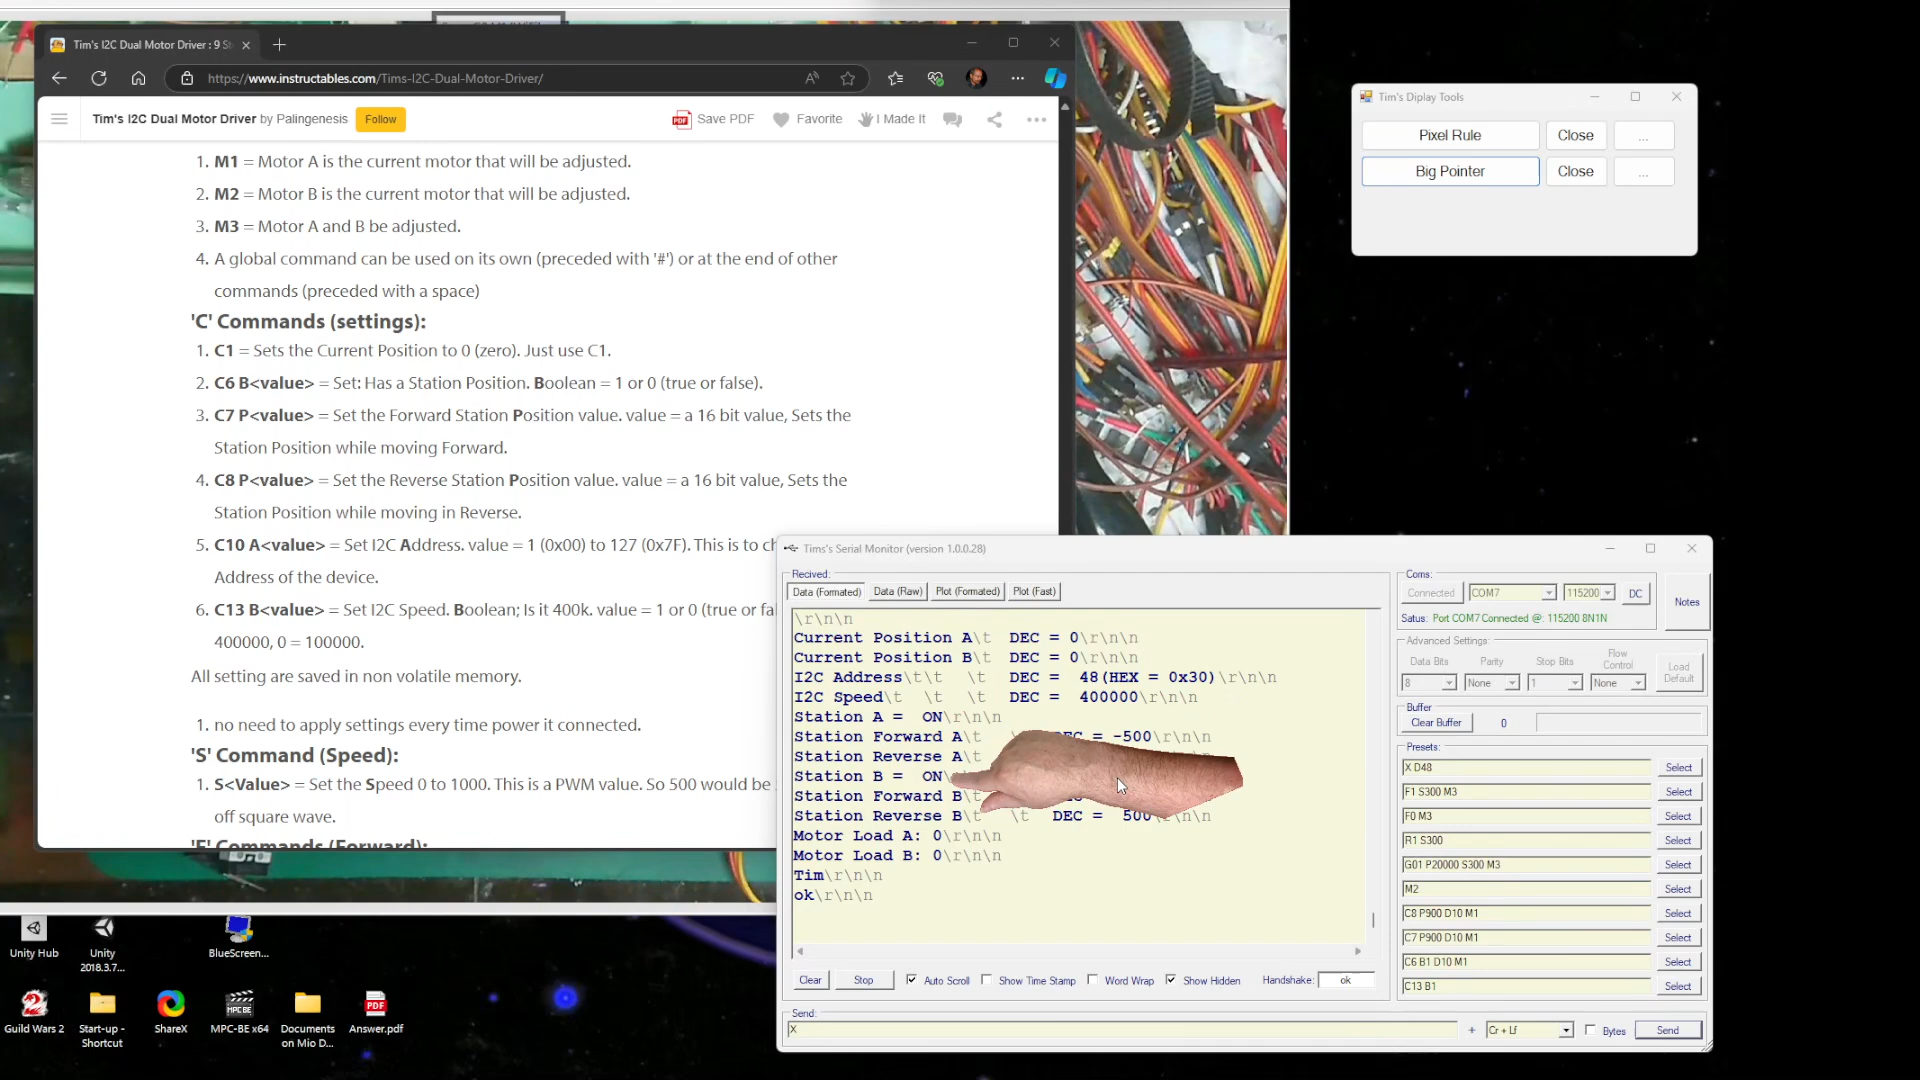 Tim's I2C Dual Motor Driver : 9 S
https://www.instructables.com/Tims-I2C-Dual-Motor-Driver/
Tim's I2C Dual Motor Driver by Palingenesis
Follow
Save PDF
Favorite
I Made It
1. M1 = Motor A is the current motor that will be adjusted.
2. M2 = Motor B is the current motor that will be adjusted.
3. M3 = Motor A and B be adjusted.
4. A global command can be used on its own (preceded with '#') or at the end of other
commands (preceded with a space)
'C' Commands (settings):
1. C1 = Sets the Current Position to 0 (zero). Just use C1.
2. C6 B<value> = Set: Has a Station Position. Boolean = 1 or 0 (true or false).
3. C7 P<value> = Set the Forward Station Position value. value = a 16 bit value, Sets the
Station Position while moving Forward.
4. C8 P<value> = Set the Reverse Station Position value. value = a 16 bit value, Sets the
Station Position while moving in Reverse.
5. C10 A<value> = Set I2C Address. value = 1 (0x00) to 127 (0x7F). This is to ch
Address of the device.
6. C13 B<value> = Set I2C Speed. Boolean; Is it 400k. value = 1 or 0 (true or fal
400000, 0 = 100000.
All setting are saved in non volatile memory.
1. no need to apply settings every time power it connected.
'S' Command (Speed):
1. S<Value> = Set the Speed 0 to 1000. This is a PWM value. So 500 would be
off square wave.
'F' Commands (Forward):
Tim's Diplay Tools
Pixel Rule
Close
...
Big Pointer
Close
...
Tims's Serial Monitor (version 1.0.0.28)
Recived:
Data (Formated)
Data (Raw)
Plot (Formated)
Plot (Fast)
\r\n\n
Current Position A\t DEC = 0\r\n\n
Current Position B\t DEC = 0\r\n\n
I2C Address\t\t \t DEC = 48(HEX = 0x30)\r\n\n
I2C Speed\t \t \t DEC = 400000\r\n\n
Station A = ON\r\n\n
Station Forward A\t DEC = -500\r\n\n
Station Reverse A\t
Station B = ON\
Station Forward B\t
Station Reverse B\t \t DEC = 500\r\n\n
Motor Load A: 0\r\n\n
Motor Load B: 0\r\n\n
Tim\r\n\n
ok\r\n\n
Clear
Stop
Auto Scroll
Show Time Stamp
Word Wrap
Show Hidden
Handshake:
ok
Send:
X
+
Cr + Lf
Bytes
Send
Coms:
Connected
COM7
115200
DC
Notes
Satus: Port COM7 Connected @: 115200 8N1N
Advanced Settings:
Data Bits
Parity
Stop Bits
Flow
Control
8
None
1
None
Load
Default
Buffer
Clear Buffer
0
Presets:
X D48
Select
F1 S300 M3
Select
F0 M3
Select
R1 S300
Select
G01 P20000 S300 M3
Select
M2
Select
C8 P900 D10 M1
Select
C7 P900 D10 M1
Select
C6 B1 D10 M1
Select
C13 B1
Select
Unity Hub
Unity
2018.3.7...
BlueScreen...
Guild Wars 2
Start-up -
Shortcut
ShareX
MPC-BE x64
Documents
on Mio D...
Answer.pdf